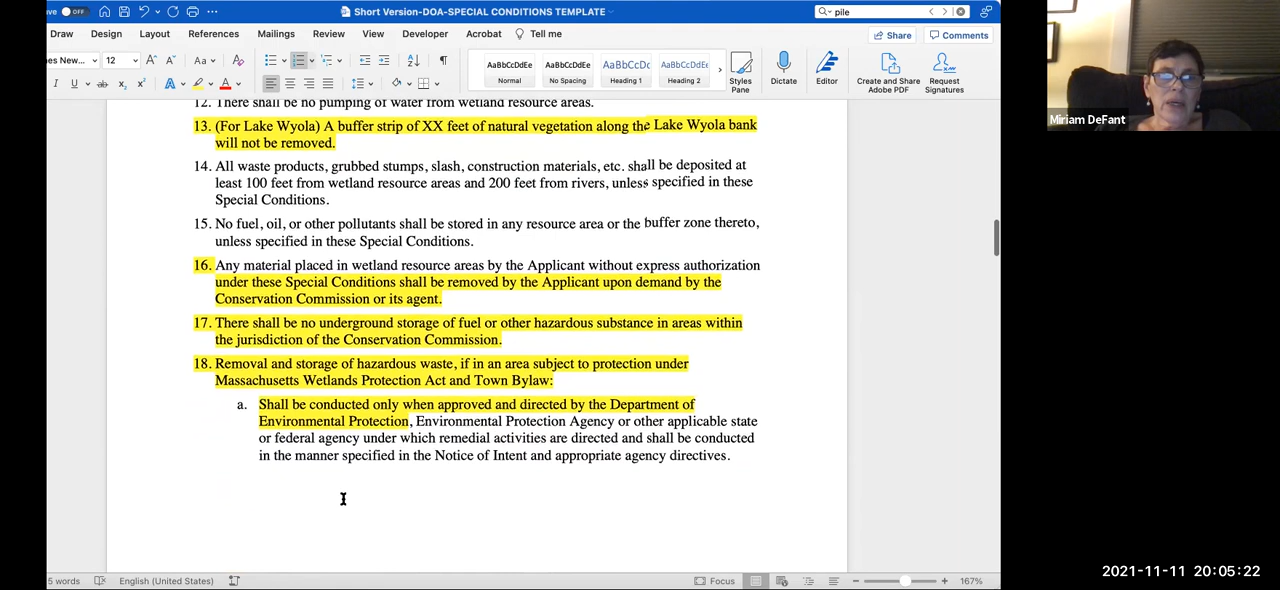 ve OFF Short Version-DOA-SPECIAL CONDITIONS TEMPLATE pile
Draw Design Layout References Mailings Review View Developer Acrobat Tell me Share Comments
es New... 12 Aa
I U ab x₂ x² A A
AaBbCcDdEe AaBbCcDdEe AaBbCcDc AaBbCcDdEe
Normal No Spacing Heading 1 Heading 2
Styles Pane Dictate Editor Create and Share Adobe PDF Request Signatures
12. There shall be no pumping of water from wetland resource areas.
13. (For Lake Wyola) A buffer strip of XX feet of natural vegetation along the Lake Wyola bank
will not be removed.
14. All waste products, grubbed stumps, slash, construction materials, etc. shall be deposited at
least 100 feet from wetland resource areas and 200 feet from rivers, unless specified in these
Special Conditions.
15. No fuel, oil, or other pollutants shall be stored in any resource area or the buffer zone thereto,
unless specified in these Special Conditions.
16. Any material placed in wetland resource areas by the Applicant without express authorization
under these Special Conditions shall be removed by the Applicant upon demand by the
Conservation Commission or its agent.
17. There shall be no underground storage of fuel or other hazardous substance in areas within
the jurisdiction of the Conservation Commission.
18. Removal and storage of hazardous waste, if in an area subject to protection under
Massachusetts Wetlands Protection Act and Town Bylaw:
a. Shall be conducted only when approved and directed by the Department of
Environmental Protection, Environmental Protection Agency or other applicable state
or federal agency under which remedial activities are directed and shall be conducted
in the manner specified in the Notice of Intent and appropriate agency directives.
5 words English (United States) Focus 167%
Miriam DeFant
2021-11-11 20:05:22